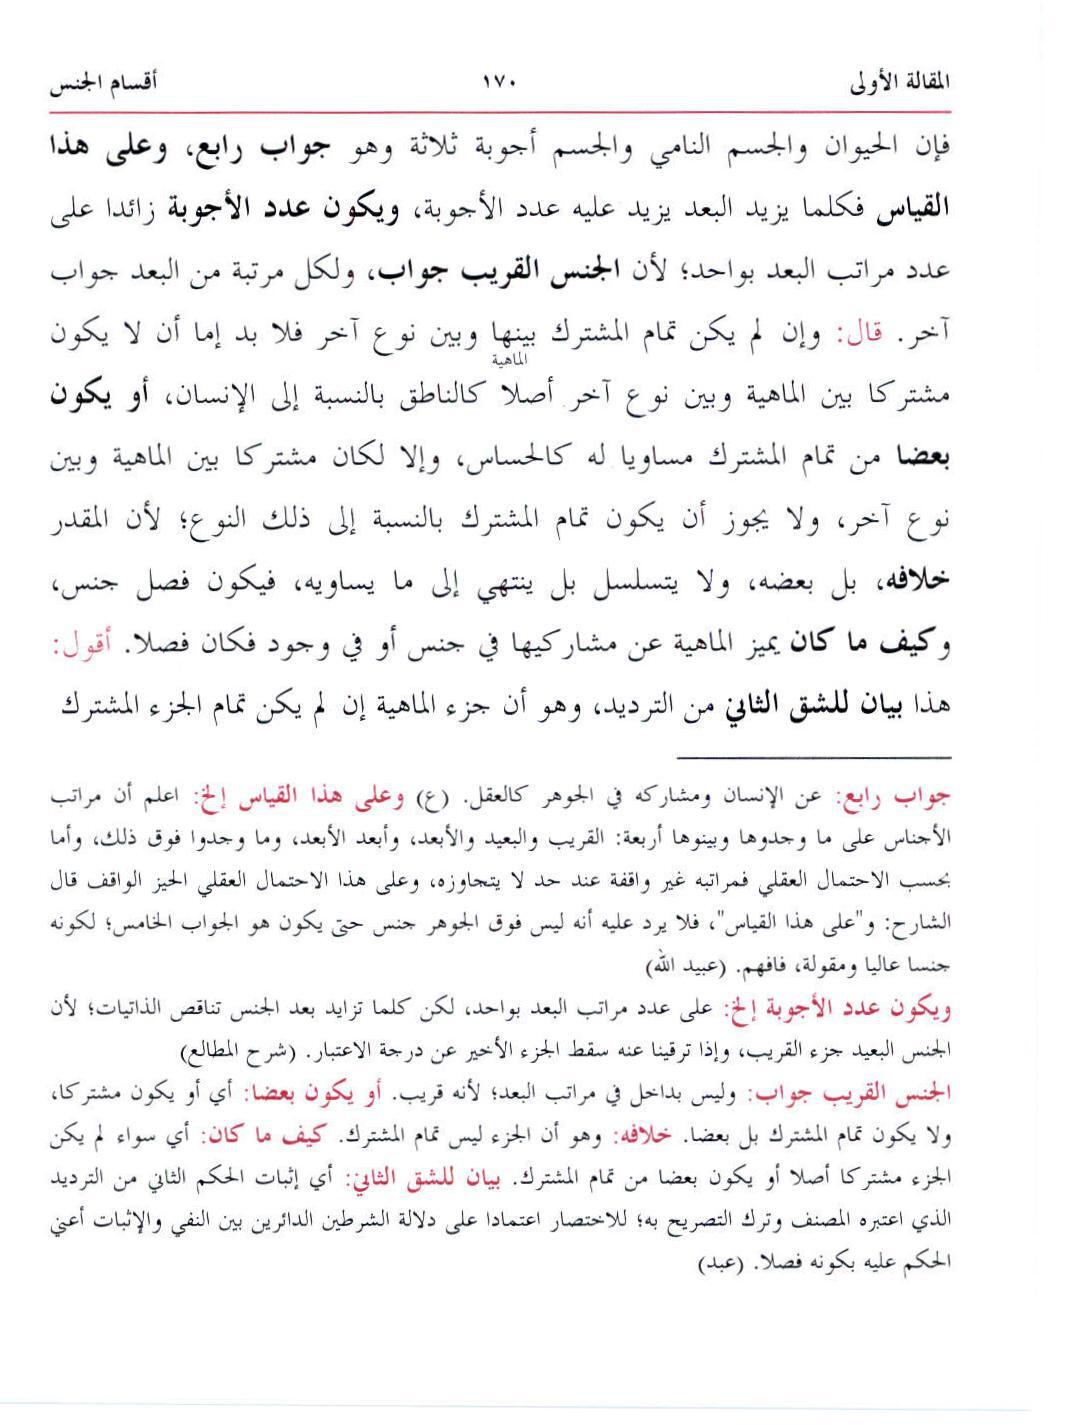 المقالة الأولى ١٧٠ أقسام الجنس
فإن الحيوان والجسم النامي والجسم أجوبة ثلاثة وهو جواب رابع، وعلى هذا
القياس فكلما يزيد البعد يزيد عليه عدد الأجوبة، ويكون عدد الأجوبة زائدا على
عدد مراتب البعد بواحد؛ لأن الجنس القريب جواب، ولكل مرتبة من البعد جواب
آخر. قال: وإن لم يكن تمام المشترك بينها وبين نوع آخر فلا بد إما أن لا يكون
الماهية
مشتركا بين الماهية وبين نوع آخر أصلا كالناطق بالنسبة إلى الإنسان، أو يكون
بعضا من تمام المشترك مساويا له كالحساس، وإلا لكان مشتركا بين الماهية وبين
نوع آخر، ولا يجوز أن يكون تمام المشترك بالنسبة إلى ذلك النوع؛ لأن المقدر
خلافه، بل بعضه، ولا يتسلسل بل ينتهي إلى ما يساويه، فيكون فصل جنس،
وكيف ما كان يميز الماهية عن مشاركيها في جنس أو في وجود فكان فصلا. أقول:
هذا بيان للشق الثاني من الترديد، وهو أن جزء الماهية إن لم يكن تمام الجزء المشترك
جواب رابع: عن الإنسان ومشاركه في الجوهر كالعقل. (ع) وعلى هذا القياس إلخ: اعلم أن مراتب
الأجناس على ما وجدوها وبينوها أربعة: القريب والبعيد والأبعد، وأبعد الأبعد، وما وجدوا فوق ذلك، وأما
بحسب الاحتمال العقلي فمراتبه غير واقفة عند حد لا يتجاوزه، وعلى هذا الاحتمال العقلي الحيز الواقف قال
الشارح: و"على هذا القياس"، فلا يرد عليه أنه ليس فوق الجوهر جنس حتى يكون هو الجواب الخامس؛ لكونه
جنسا عاليا ومقولة، فافهم. (عبيد الله)
ويكون عدد الأجوبة إلخ: على عدد مراتب البعد بواحد، لكن كلما تزايد بعد الجنس تناقص الذاتيات؛ لأن
الجنس البعيد جزء القريب، وإذا ترقينا عنه سقط الجزء الأخير عن درجة الاعتبار. (شرح المطالع)
الجنس القريب جواب: وليس بداخل في مراتب البعد؛ لأنه قريب. أو يكون بعضا: أي أو يكون مشتركا،
ولا يكون تمام المشترك بل بعضا. خلافه: وهو أن الجزء ليس تمام المشترك. كيف ما كان: أي سواء لم يكن
الجزء مشتركا أصلا أو يكون بعضا من تمام المشترك. بيان للشق الثاني: أي إثبات الحكم الثاني من الترديد
الذي اعتبره المصنف وترك التصريح به؛ للاختصار اعتمادا على دلالة الشرطين الدائرين بين النفي والإثبات أعني
الحكم عليه بكونه فصلا. (عبد)